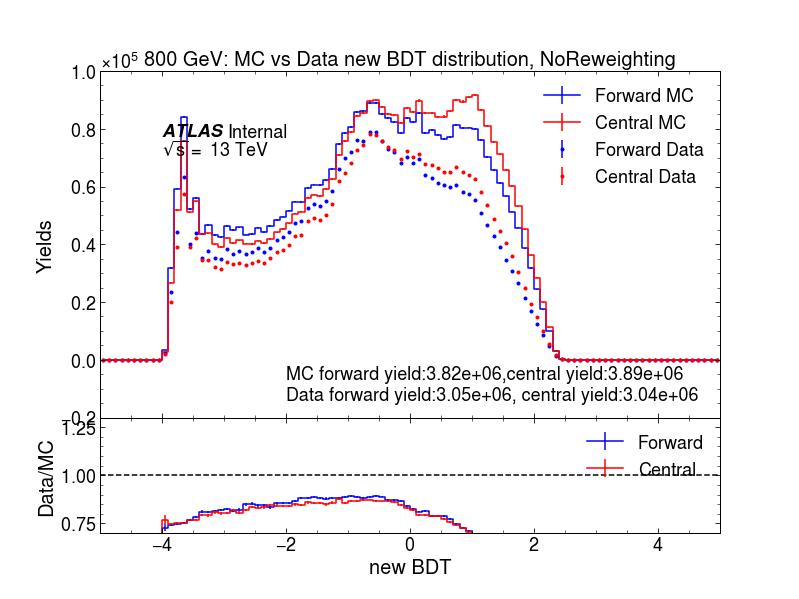 ×10⁵ 800 GeV: MC vs Data new BDT distribution, NoReweighting
1.0
Forward MC
Central MC
0.8
ATLAS Internal
√s = 13 TeV
Forward Data
Central Data
0.6
Yields
0.4
0.2
0.0
MC forward yield:3.82e+06,central yield:3.89e+06
Data forward yield:3.05e+06, central yield:3.04e+06
0.2
1.25
Forward
Central
Data/MC
1.00
0.75
−4 −2 0 2 4
new BDT